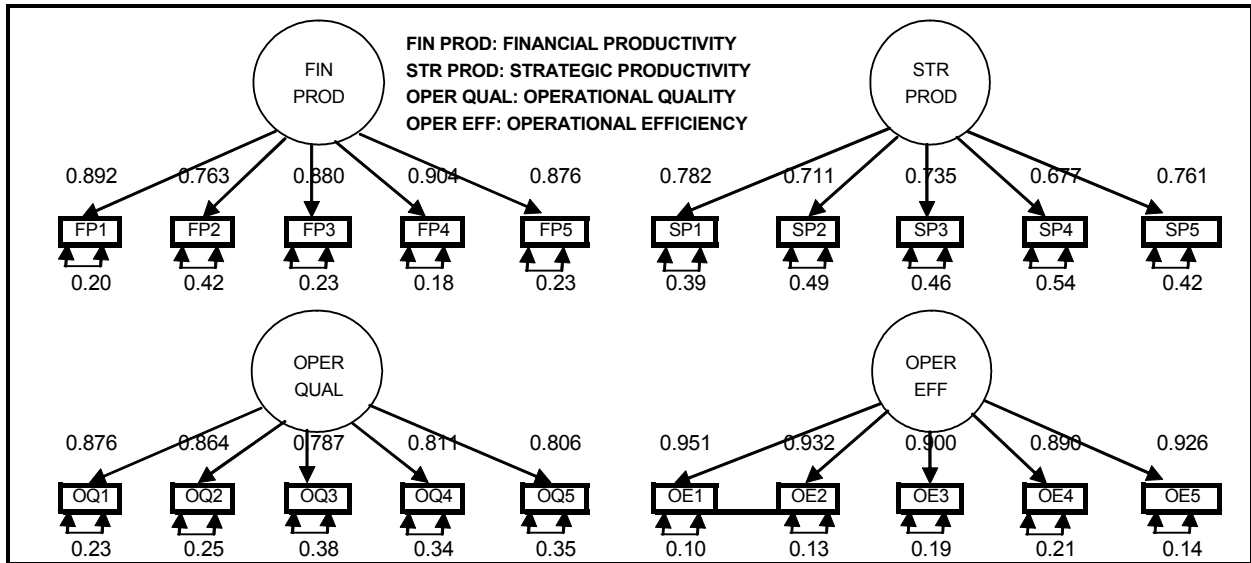 FIN PROD: FINANCIAL PRODUCTIVITY
STR PROD: STRATEGIC PRODUCTIVITY
OPER QUAL: OPERATIONAL QUALITY
OPER EFF: OPERATIONAL EFFICIENCY
FIN
PROD
0.892 0.763 0.880 0.904 0.876
FP1 FP2 FP3 FP4 FP5
0.20 0.42 0.23 0.18 0.23
STR
PROD
0.782 0.711 0.735 0.677 0.761
SP1 SP2 SP3 SP4 SP5
0.39 0.49 0.46 0.54 0.42
OPER
QUAL
0.876 0.864 0.787 0.811 0.806
OQ1 OQ2 OQ3 OQ4 OQ5
0.23 0.25 0.38 0.34 0.35
OPER
EFF
0.951 0.932 0.900 0.890 0.926
OE1 OE2 OE3 OE4 OE5
0.10 0.13 0.19 0.21 0.14